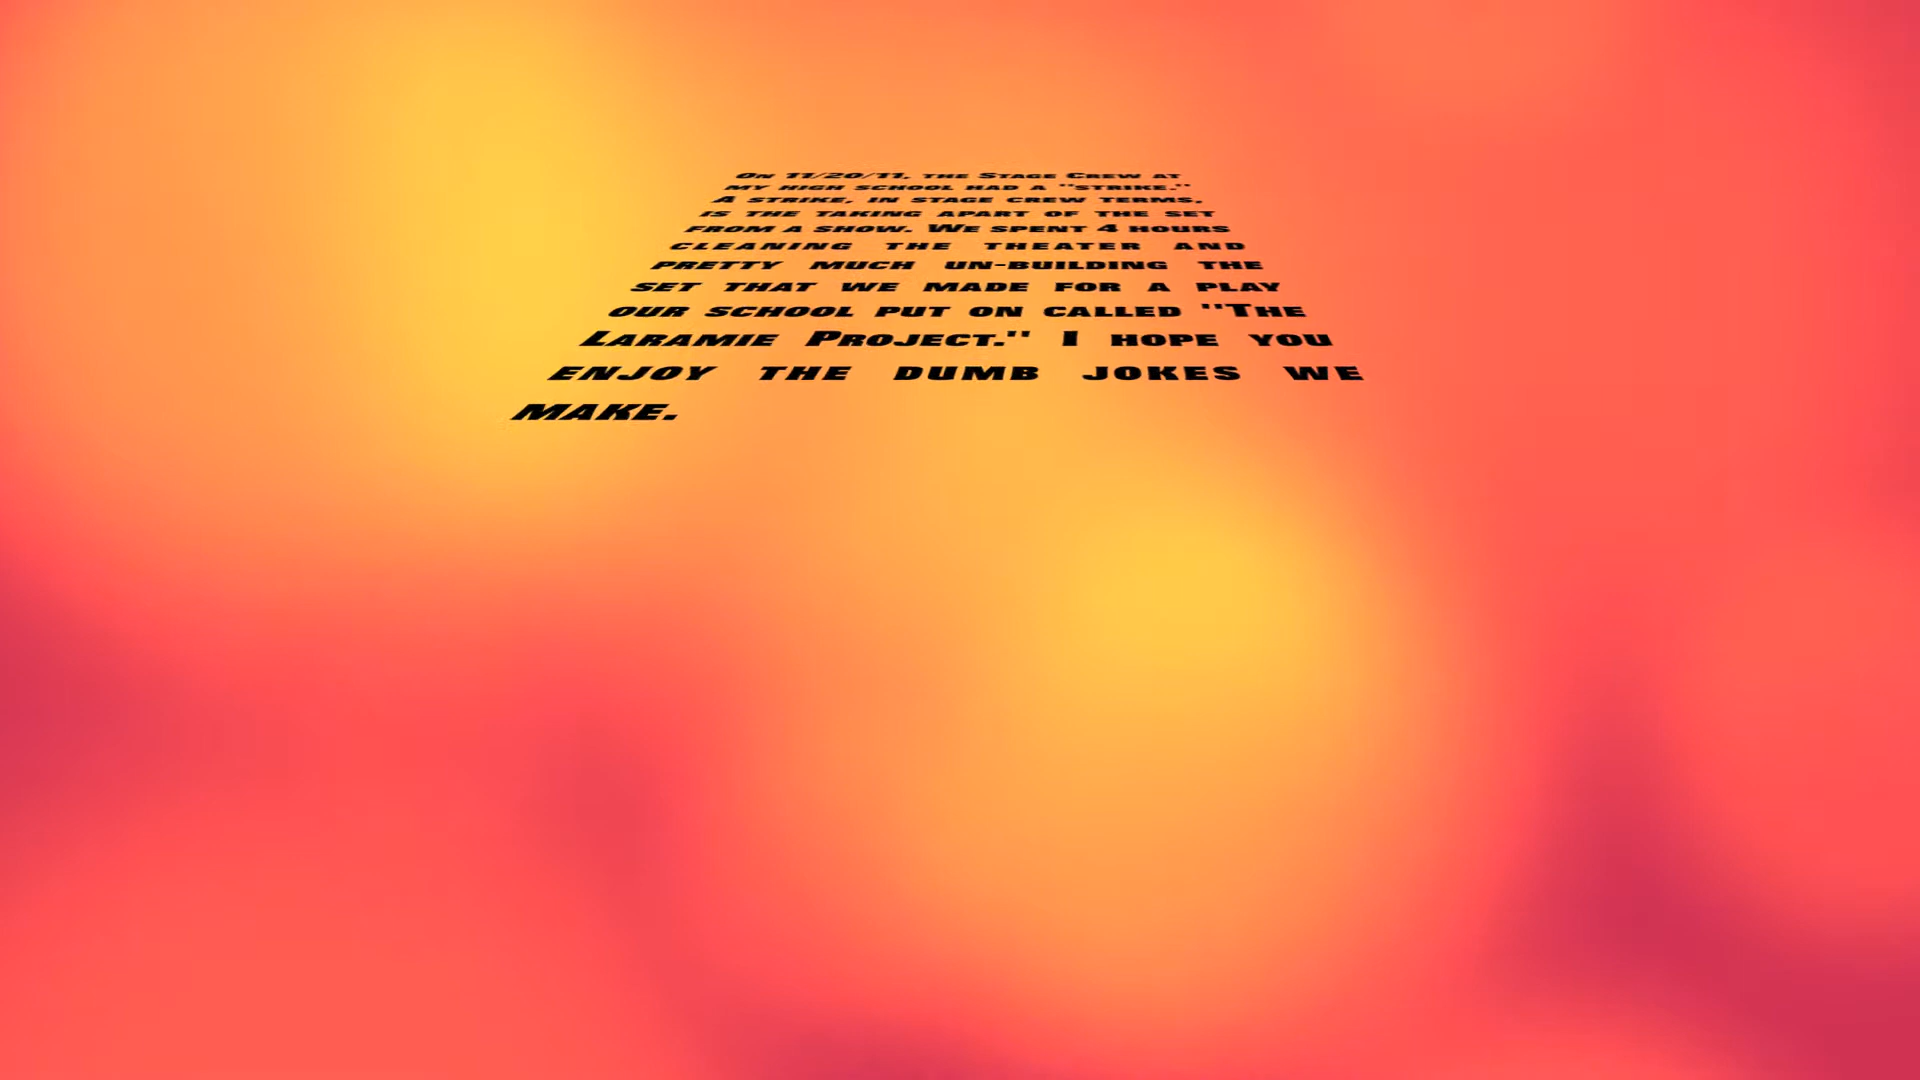 On 11/20/11, the Stage Crew at
my high school had a "strike."
A strike, in stage crew terms,
is the taking apart of the set
from a show. We spent 4 hours
cleaning the theater and
pretty much un-building the
set that we made for a play
our school put on called "The
Laramie Project." I hope you
enjoy the dumb jokes we
make.